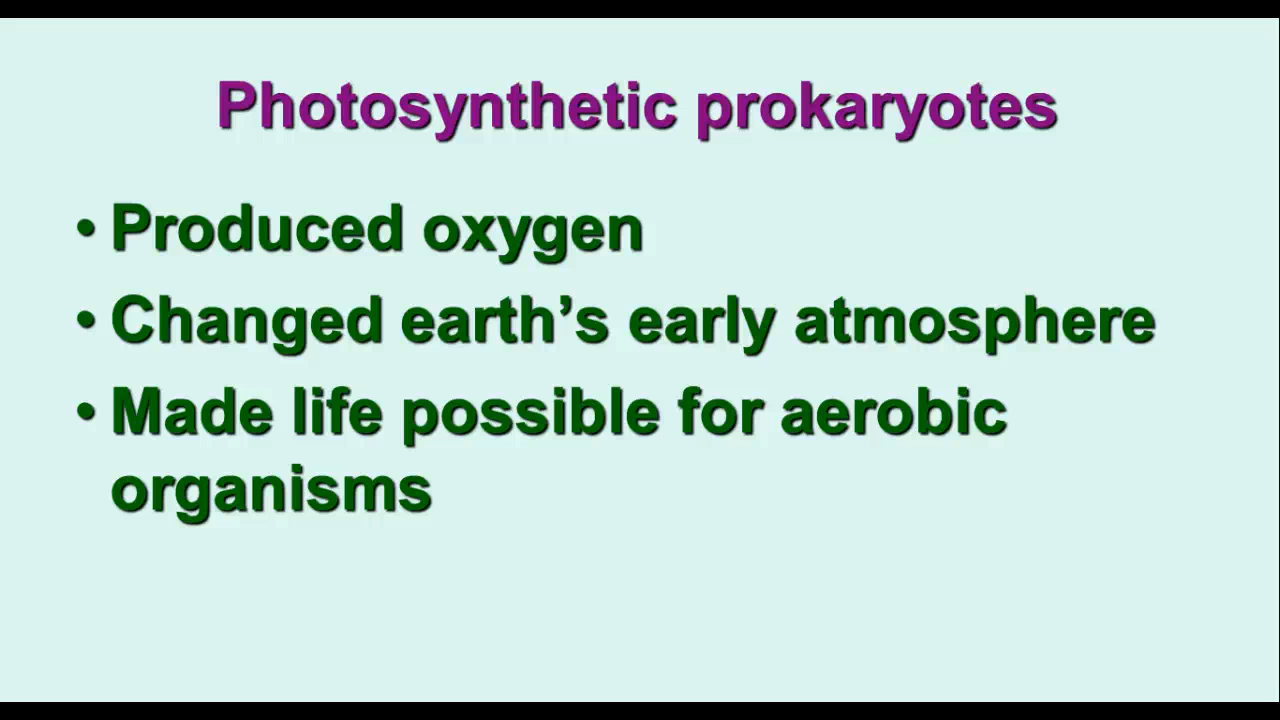 Photosynthetic prokaryotes
• Produced oxygen
• Changed earth’s early atmosphere
• Made life possible for aerobic
organisms